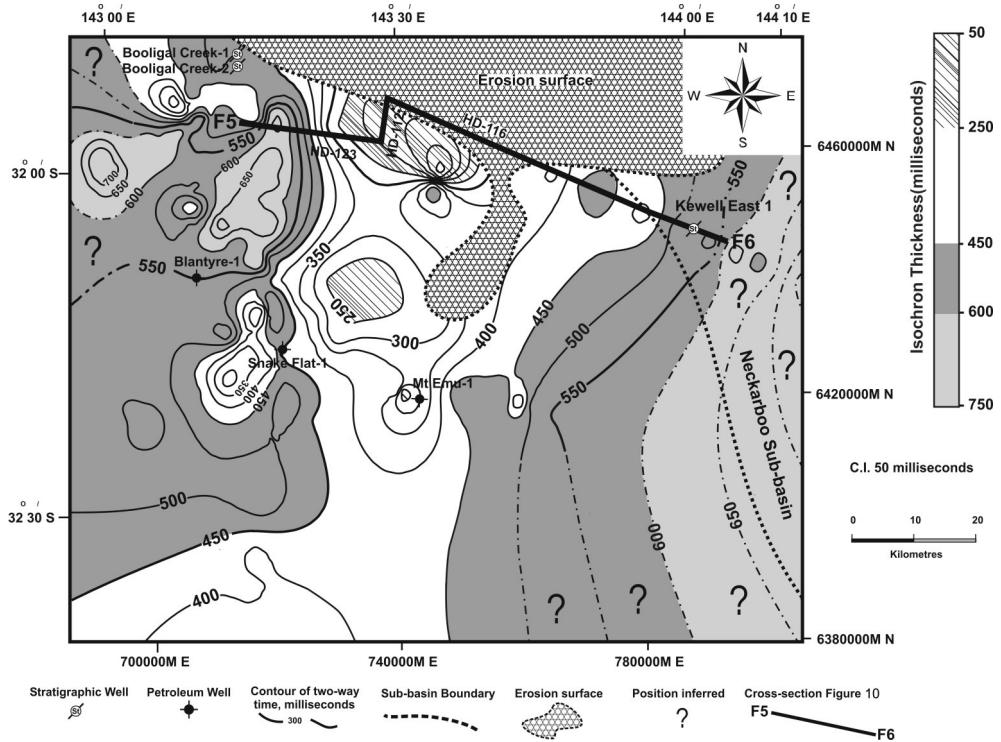 143 00 E
143 30 E
144 00 E
144 10 E
Booligal Creek-1
Booligal Creek-2
Erosion surface
N
W E
S
?
?
F5
HD-123
HD-112
HD-116
550
600
650
700
650
600
550
32 00 S
6460000M N
Kewell East 1
F6
?
550
Blantyre-1
350
250
300
400
450
500
550
Snake Flat-1
350
400
450
Mt Emu-1
6420000M N
?
?
Neckarboo Sub-basin
32 30 S
500
450
400
600
650
? ? ?
6380000M N
700000M E
740000M E
780000M E
Isochron Thickness(milliseconds)
50
250
450
600
750
C.I. 50 milliseconds
0 10 20
Kilometres
Stratigraphic Well
St
Petroleum Well
Contour of two-way
time, milliseconds
300
Sub-basin Boundary
Erosion surface
Position inferred
?
Cross-section Figure 10
F5
F6